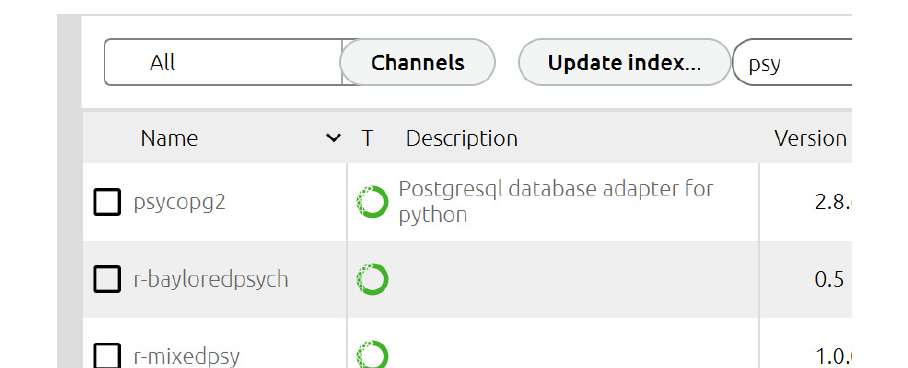 All Channels Update index... psy
Name T Description Version
psycopg2 Postgresql database adapter for python 2.8.
r-bayloredpsych 0.5
r-mixedpsy 1.0.